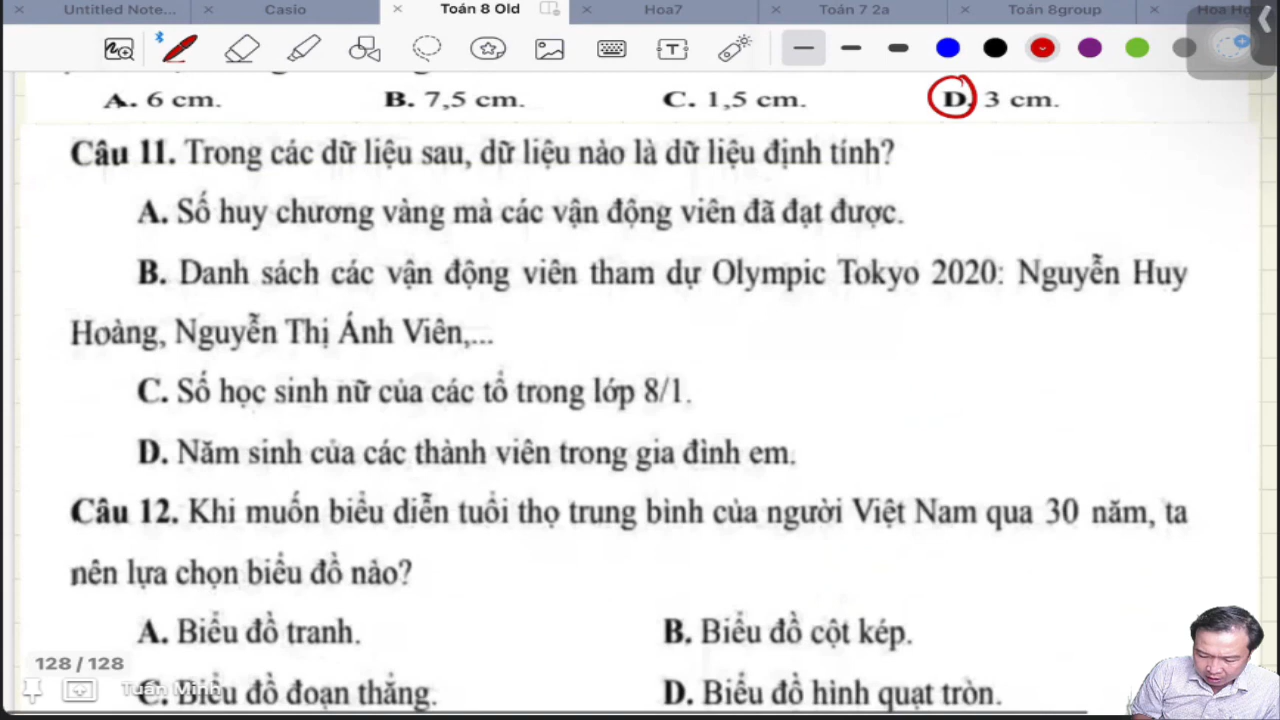 Untitled Note...
Casio
Toán 8 Old
Hoa7
Toán 7 2a
Toán 8group
A. 6 cm.
B. 7,5 cm.
C. 1,5 cm.
D. 3 cm.
Câu 11. Trong các dữ liệu sau, dữ liệu nào là dữ liệu định tính?
A. Số huy chương vàng mà các vận động viên đã đạt được.
B. Danh sách các vận động viên tham dự Olympic Tokyo 2020: Nguyễn Huy
Hoàng, Nguyễn Thị Ánh Viên,...
C. Số học sinh nữ của các tổ trong lớp 8/1.
D. Năm sinh của các thành viên trong gia đình em.
Câu 12. Khi muốn biểu diễn tuổi thọ trung bình của người Việt Nam qua 30 năm, ta
nên lựa chọn biểu đồ nào?
A. Biểu đồ tranh.
B. Biểu đồ cột kép.
128 / 128
Tuấn Minh
C. Biểu đồ đoạn thẳng.
D. Biểu đồ hình quạt tròn.